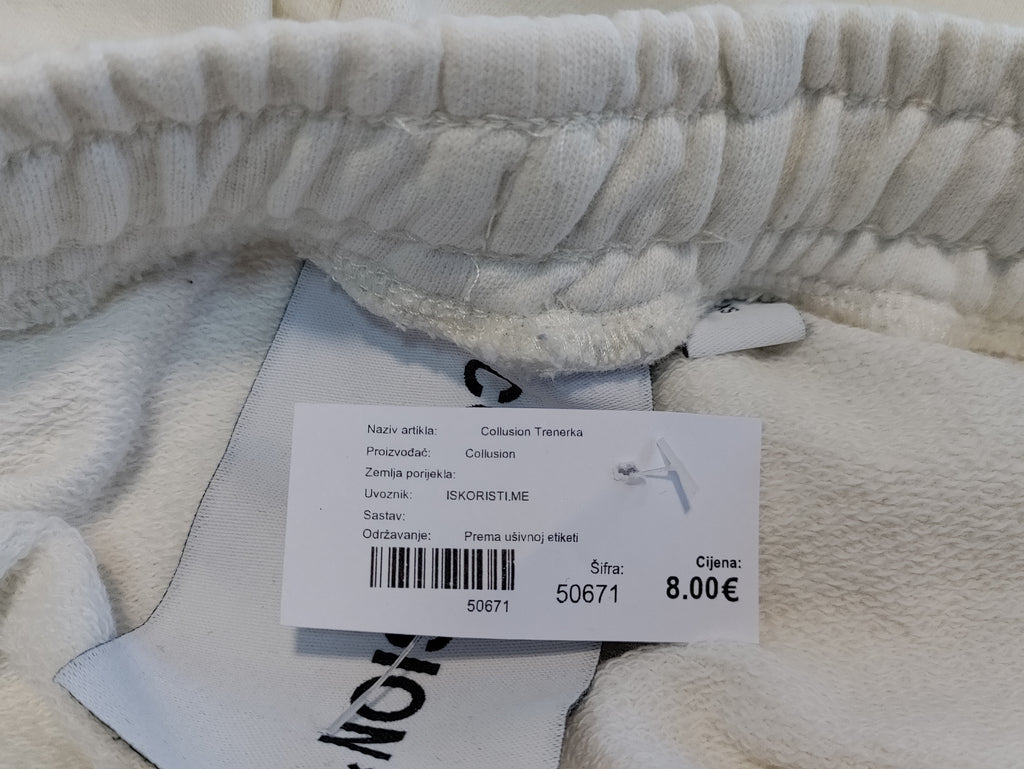 Naziv artikla: Collusion Trenerka
Proizvođač: Collusion
Zemlja porijekla:
Uvoznik: ISKORISTI.ME
Sastav:
Održavanje: Prema ušivnoj etiketi
50671
Šifra:
50671
Cijena:
8.00€